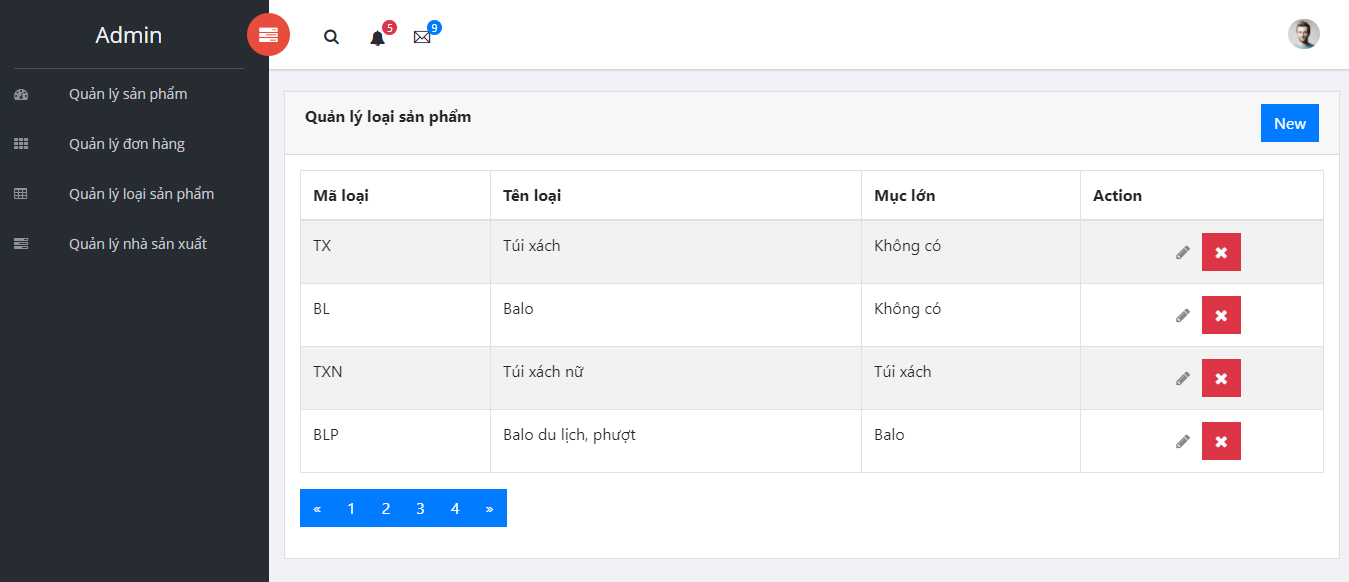 Admin
5
9
Quản lý sản phẩm
Quản lý đơn hàng
Quản lý loại sản phẩm
Quản lý nhà sản xuất
Quản lý loại sản phẩm
New
Mã loại Tên loại Mục lớn Action
TX Túi xách Không có
BL Balo Không có
TXN Túi xách nữ Túi xách
BLP Balo du lịch, phượt Balo
« 1 2 3 4 »